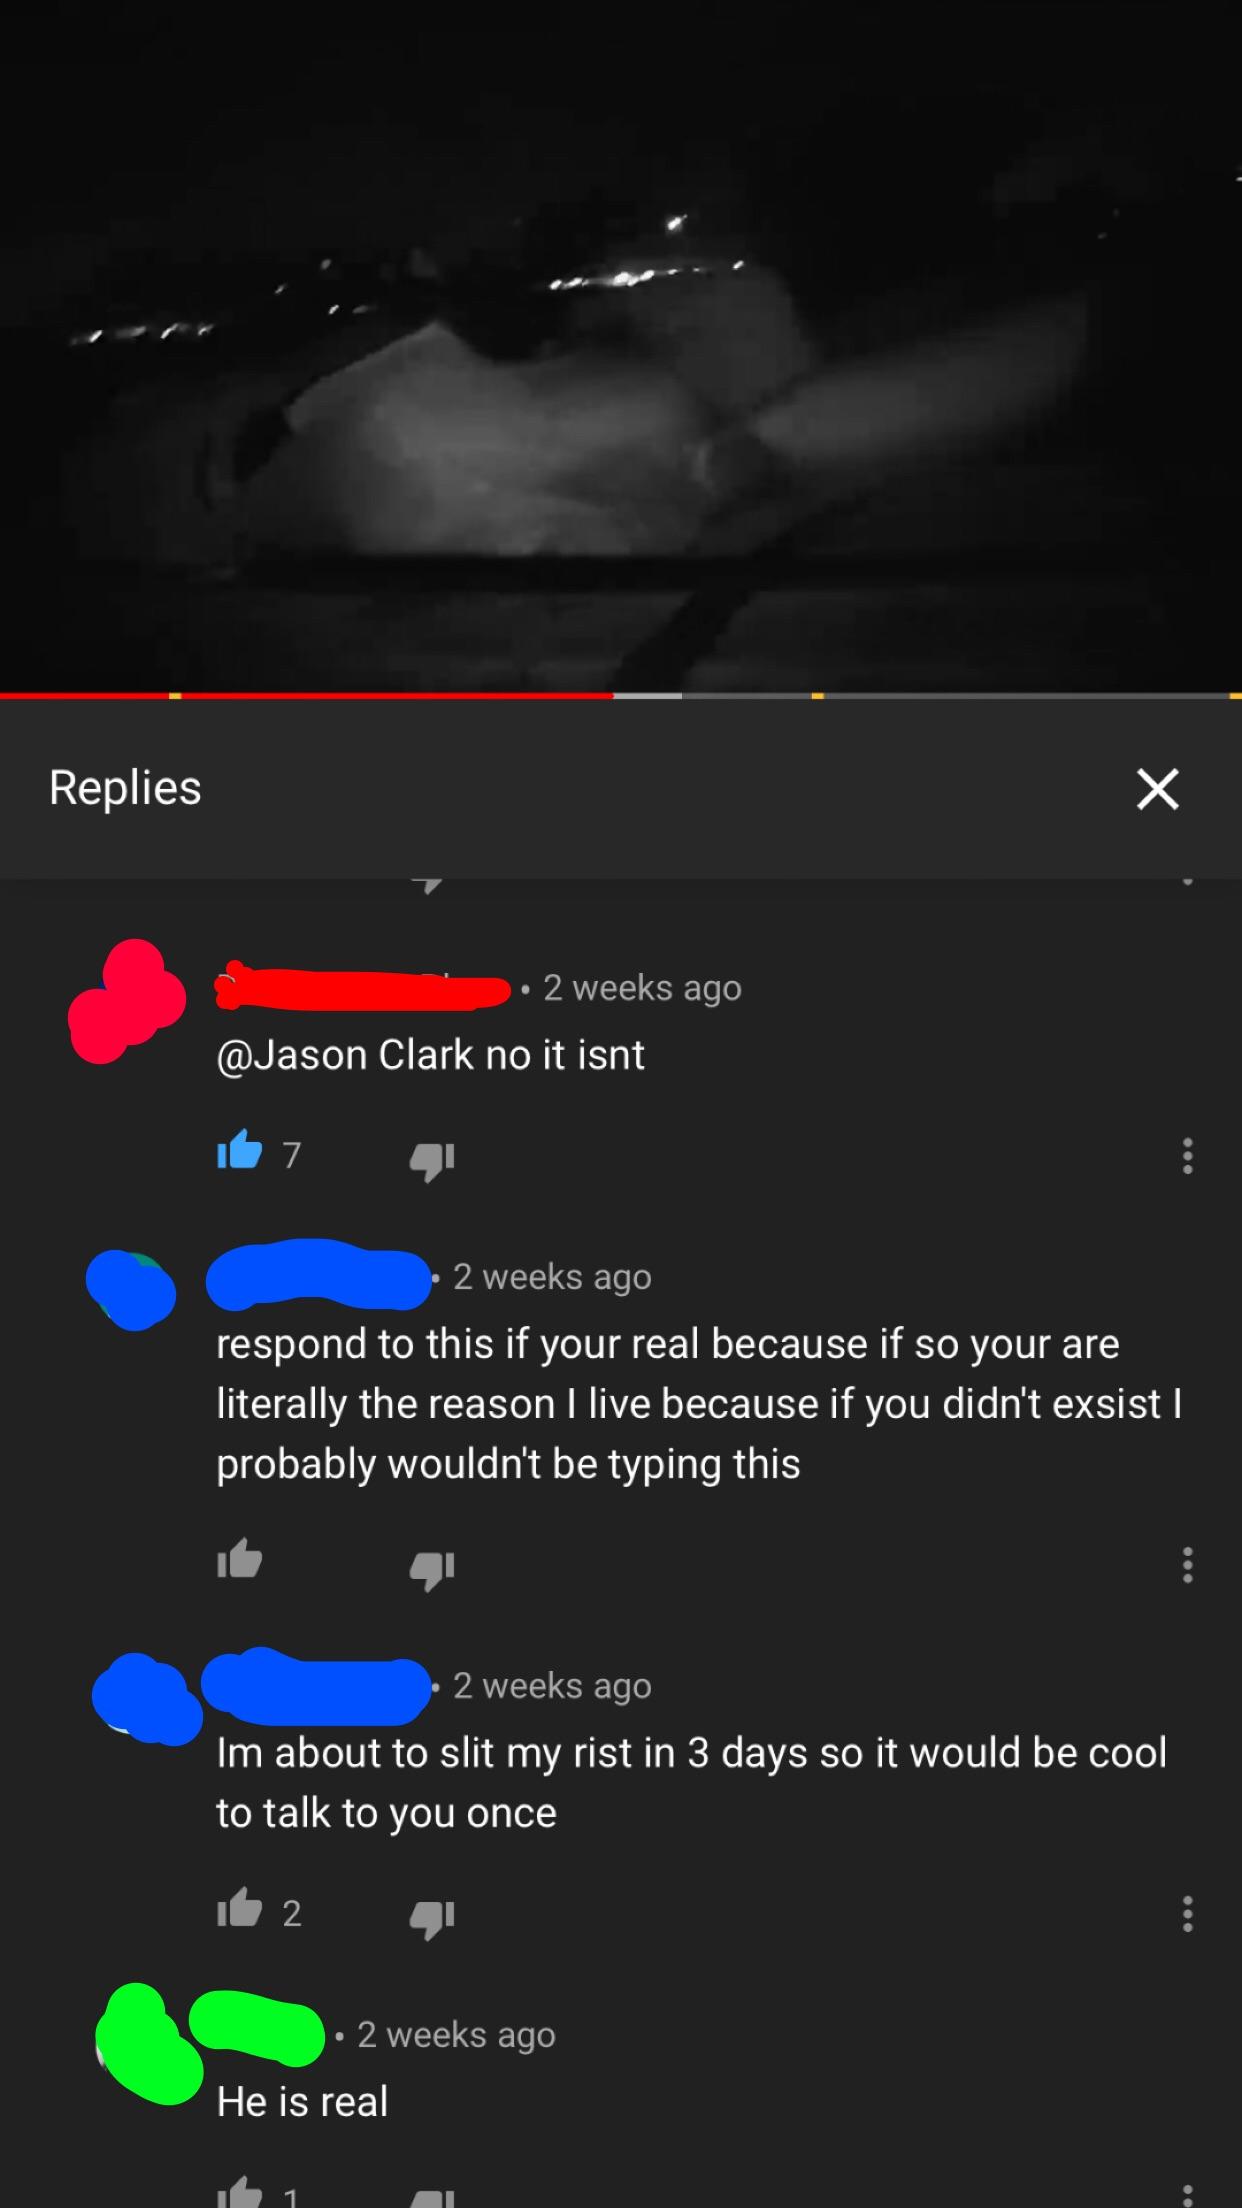 Replies
• 2 weeks ago
@Jason Clark no it isnt
7
• 2 weeks ago
respond to this if your real because if so your are
literally the reason I live because if you didn't exsist I
probably wouldn't be typing this
• 2 weeks ago
Im about to slit my rist in 3 days so it would be cool
to talk to you once
2
• 2 weeks ago
He is real
1